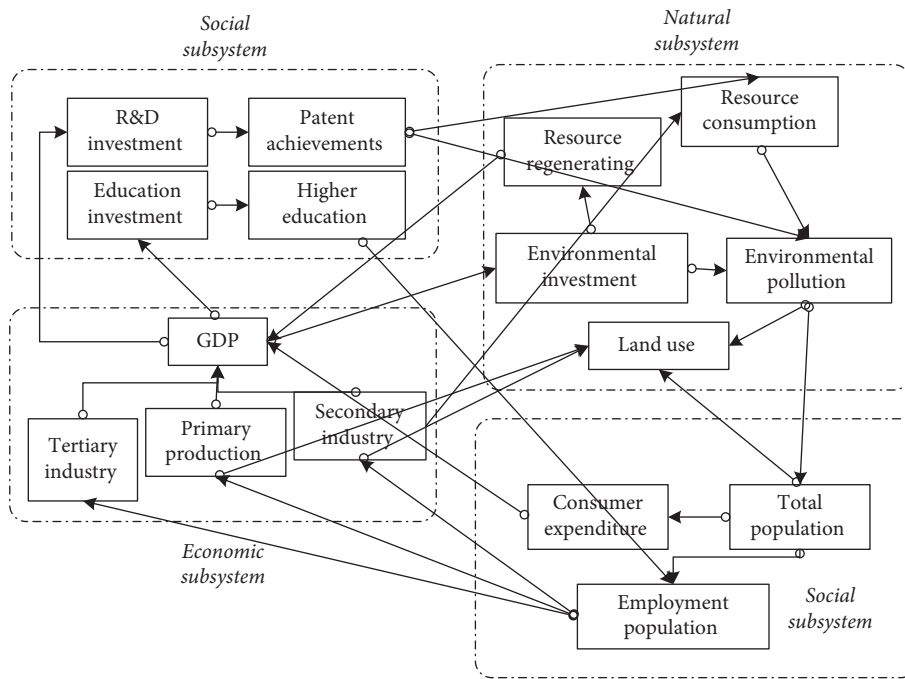 Social
subsystem
Natural
subsystem
R&D
investment
Patent
achievements
Resource
consumption
Resource
regenerating
Education
investment
Higher
education
Environmental
investment
Environmental
pollution
GDP
Land use
Tertiary
industry
Primary
production
Secondary
industry
Consumer
expenditure
Total
population
Economic
subsystem
Employment
population
Social
subsystem